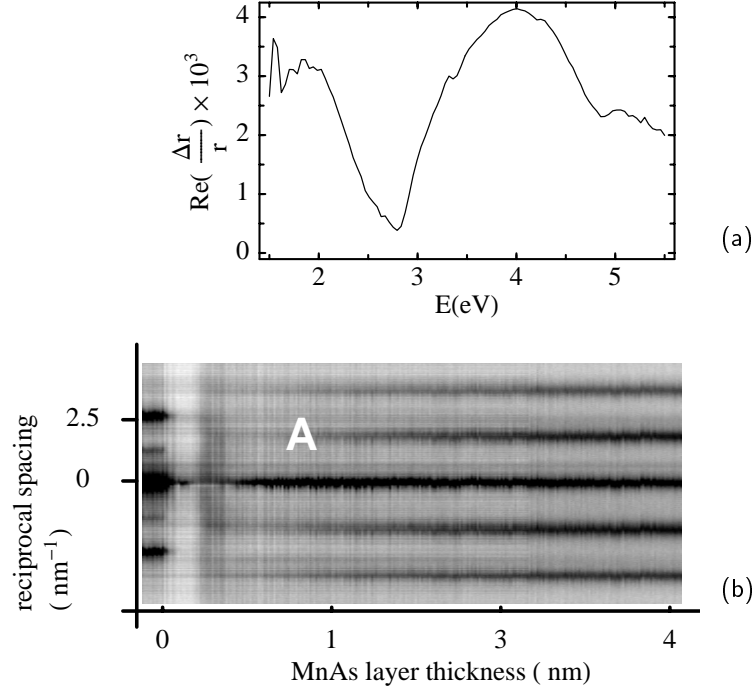 4
3
2
1
0
Re( Δr/r ) × 10³
2 3 4 5
E(eV)
(a)
2.5
0
reciprocal spacing
( nm⁻¹ )
A
(b)
0 1 3 4
MnAs layer thickness ( nm)